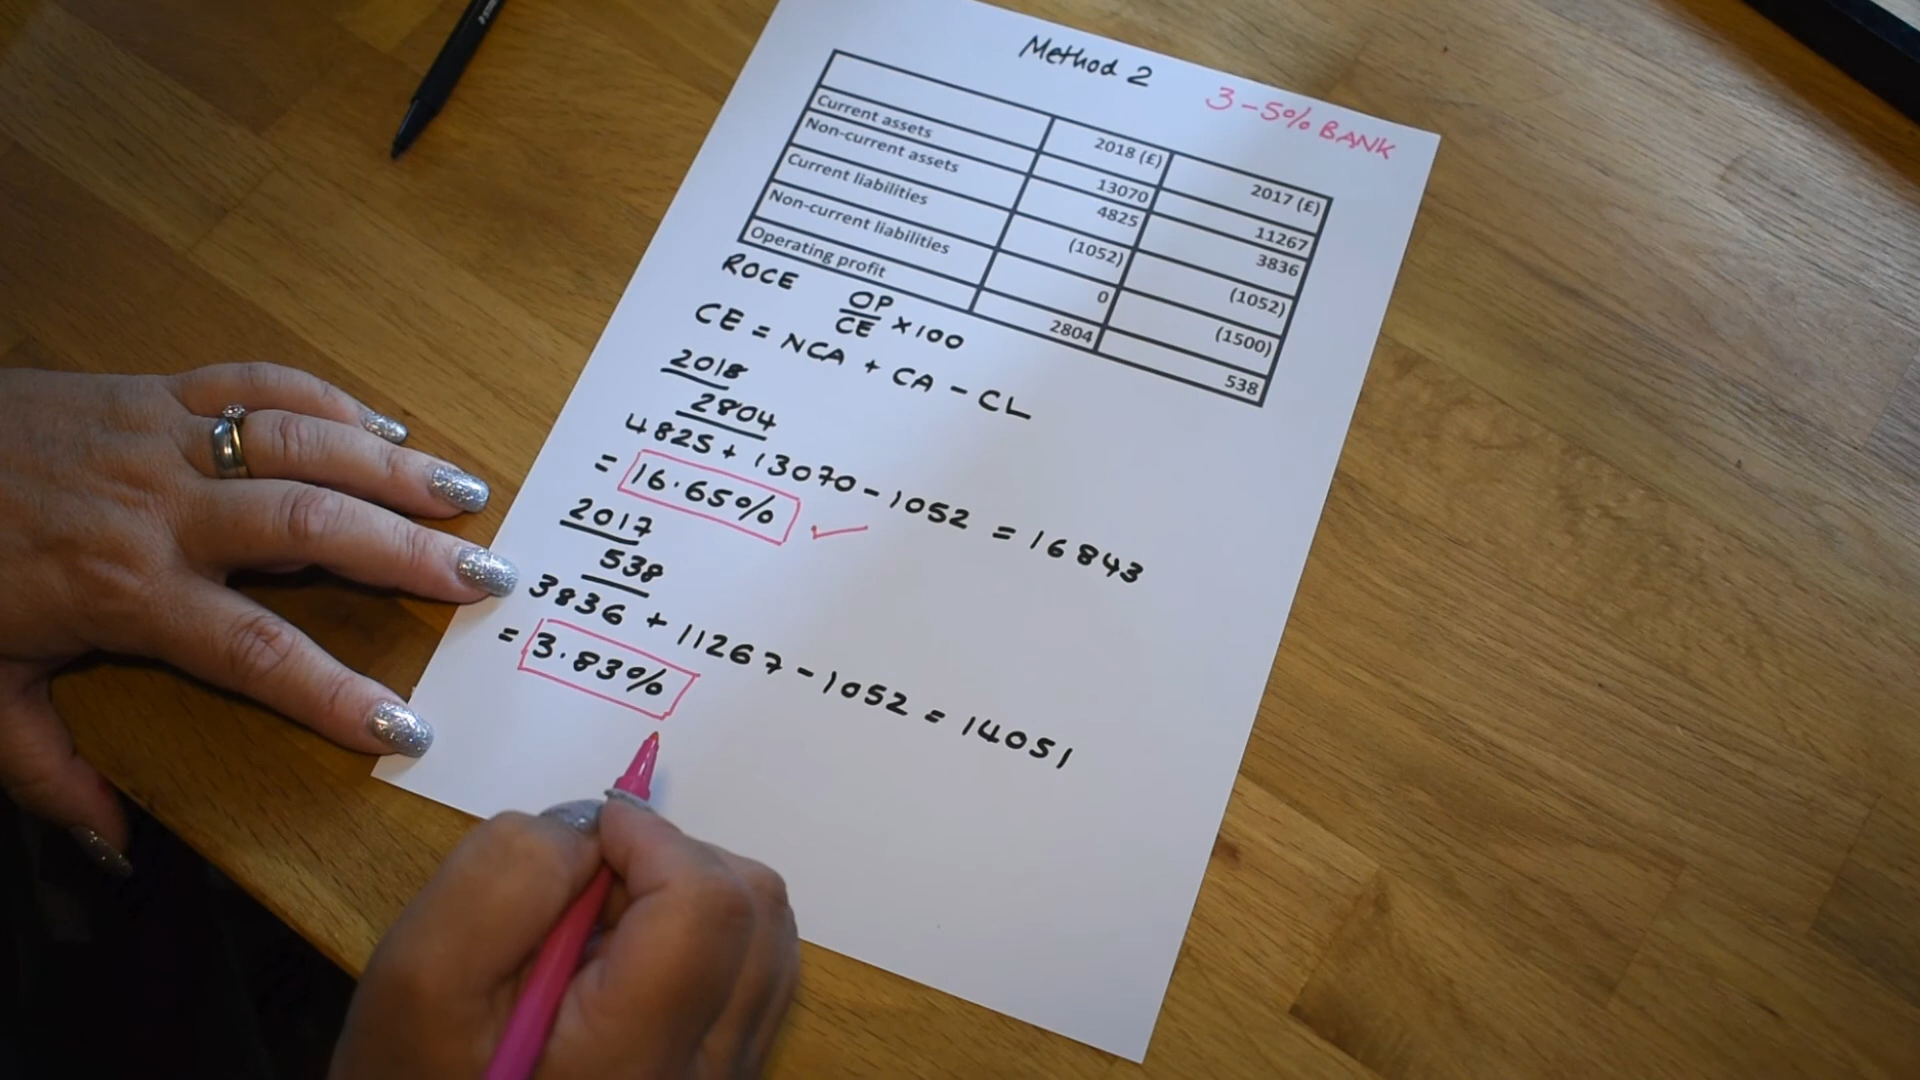 Method 2
3-5% BANK
2018 (£) 2017 (£)
Current assets 13070 11267
Non-current assets 4825 3836
Current liabilities (1052) (1052)
Non-current liabilities 0 (1500)
Operating profit 2804 538
ROCE OP/CE × 100
CE = NCA + CA - CL
2018
2804
4825 + 13070 - 1052 = 16843
= 16.65%
2017
538
3836 + 11267 - 1052 = 14051
= 3.83%